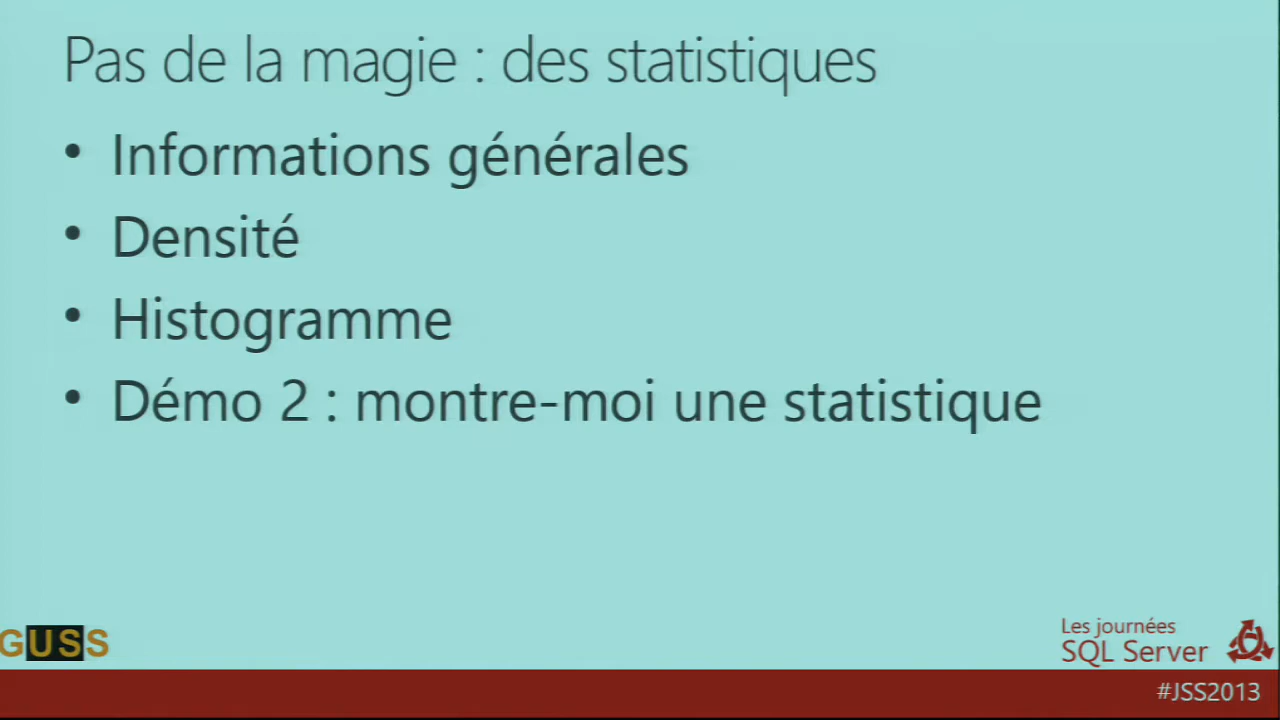 Pas de la magie : des statistiques
• Informations générales
• Densité
• Histogramme
• Démo 2 : montre-moi une statistique
GUSS
Les journées
SQL Server
#JSS2013